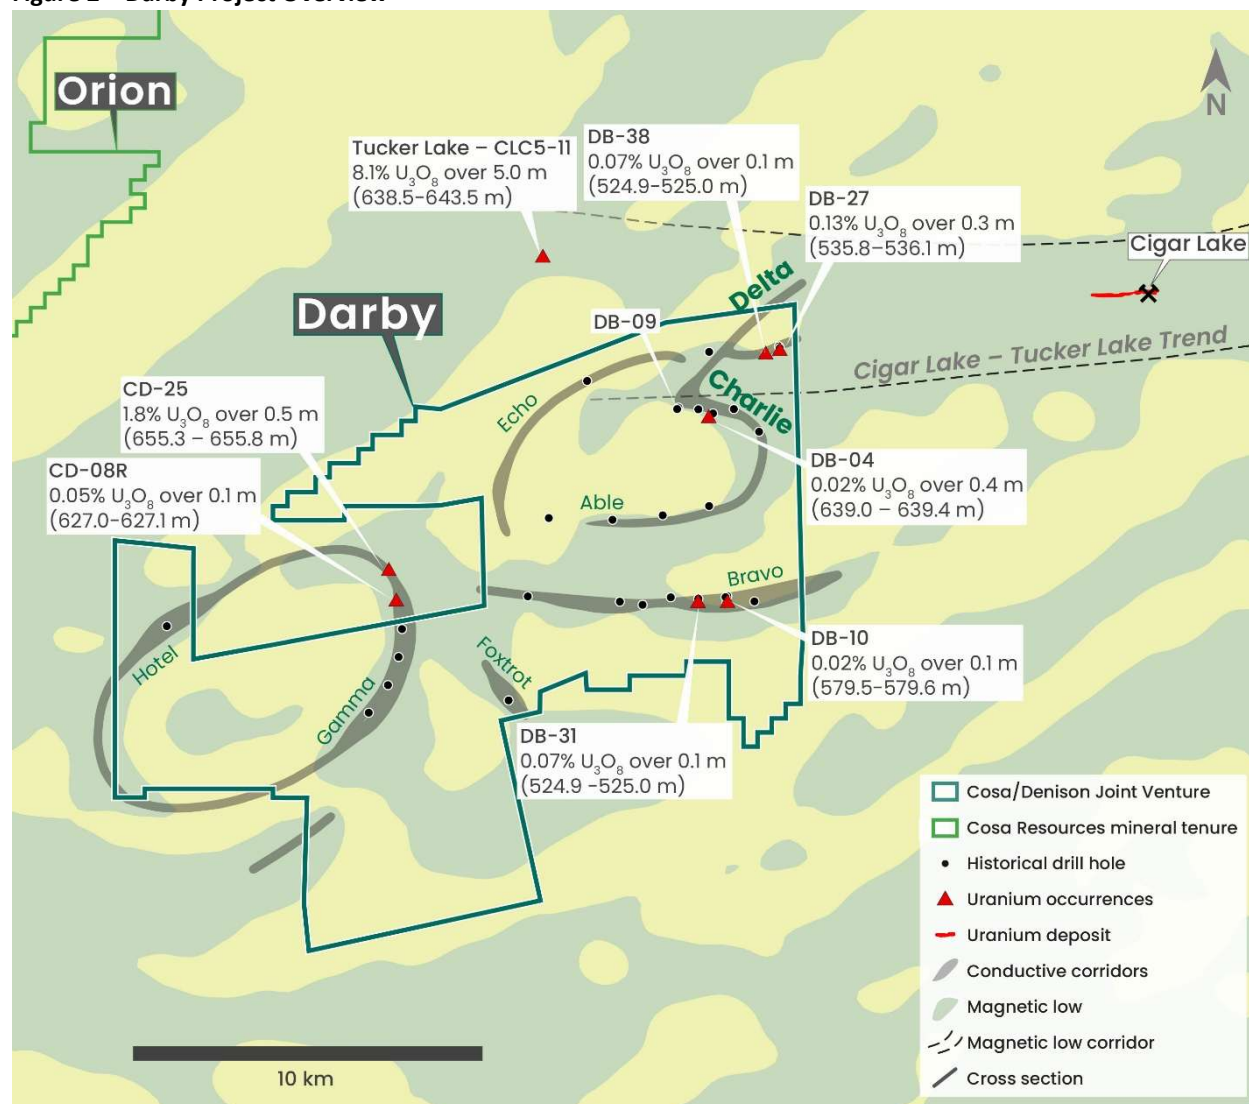 Figure 2 – Darby Project Overview
Orion
N
Tucker Lake – CLC5-11
8.1% U₃O₈ over 5.0 m
(638.5-643.5 m)
DB-38
0.07% U₃O₈ over 0.1 m
(524.9-525.0 m)
DB-27
0.13% U₃O₈ over 0.3 m
(535.8–536.1 m)
Cigar Lake
Delta
Darby
DB-09
Cigar Lake – Tucker Lake Trend
Charlie
Echo
CD-25
1.8% U₃O₈ over 0.5 m
(655.3 – 655.8 m)
CD-08R
0.05% U₃O₈ over 0.1 m
(627.0-627.1 m)
DB-04
0.02% U₃O₈ over 0.4 m
(639.0 – 639.4 m)
Able
Bravo
Hotel
Foxtrot
Gamma
DB-10
0.02% U₃O₈ over 0.1 m
(579.5–579.6 m)
DB-31
0.07% U₃O₈ over 0.1 m
(524.9 -525.0 m)
Cosa/Denison Joint Venture
Cosa Resources mineral tenure
Historical drill hole
Uranium occurrences
Uranium deposit
Conductive corridors
Magnetic low
Magnetic low corridor
Cross section
10 km